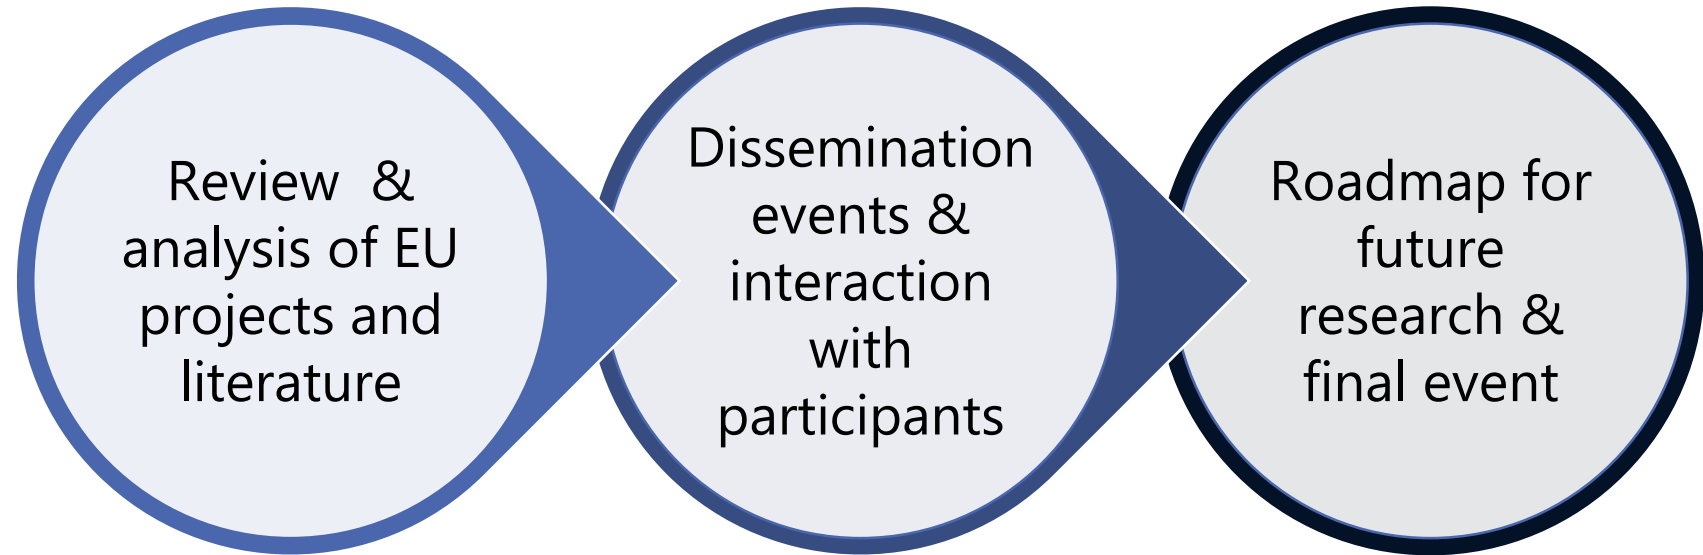 Review  &
analysis of EU
projects and
literature
Dissemination
events &
interaction
with
participants
Roadmap for
future
research &
final event